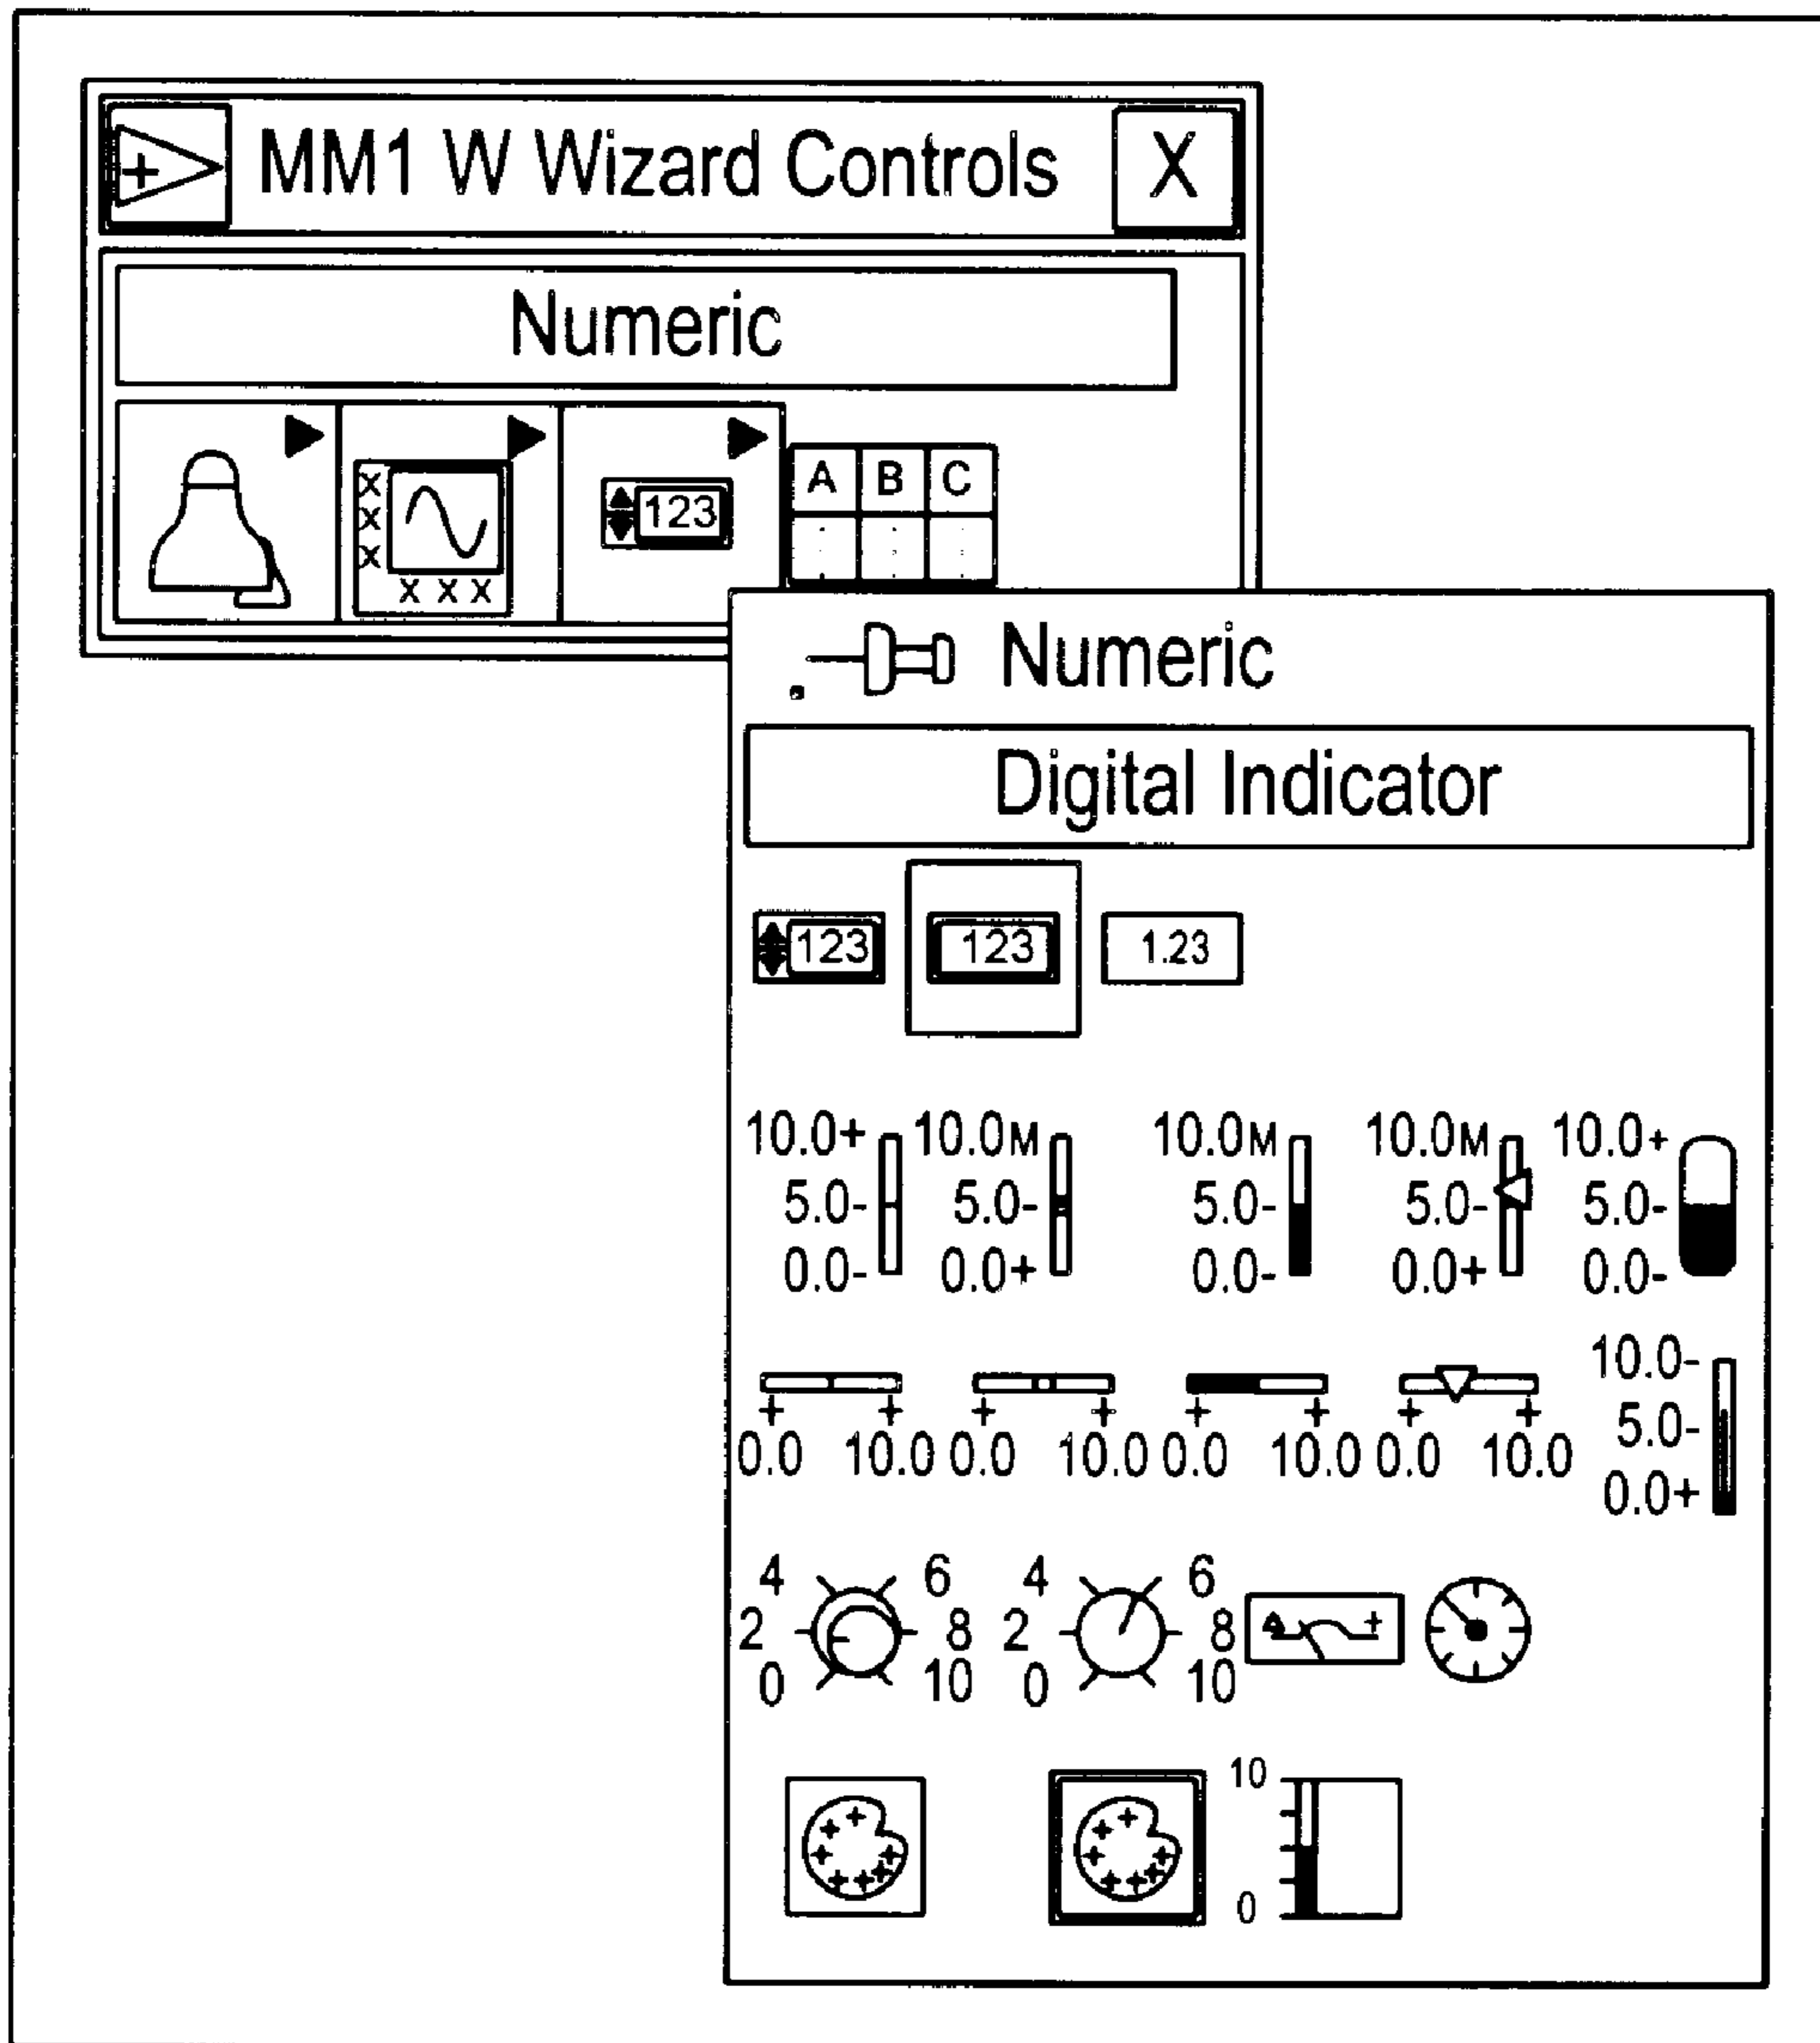 MM1 W Wizard Controls X
Numeric
A B C
X
X
X
X X X
123
Numeric
Digital Indicator
123 123 1.23
10.0+ 10.0M 10.0M 10.0M 10.0+
5.0- 5.0- 5.0- 5.0- 5.0-
0.0- 0.0+ 0.0- 0.0+ 0.0-
10.0-
5.0-
0.0+
+ + + + + + + +
0.0 10.0 0.0 10.0 0.0 10.0 0.0 10.0
4 6 4 6
2 8 2 8
0 10 0 10
10
0